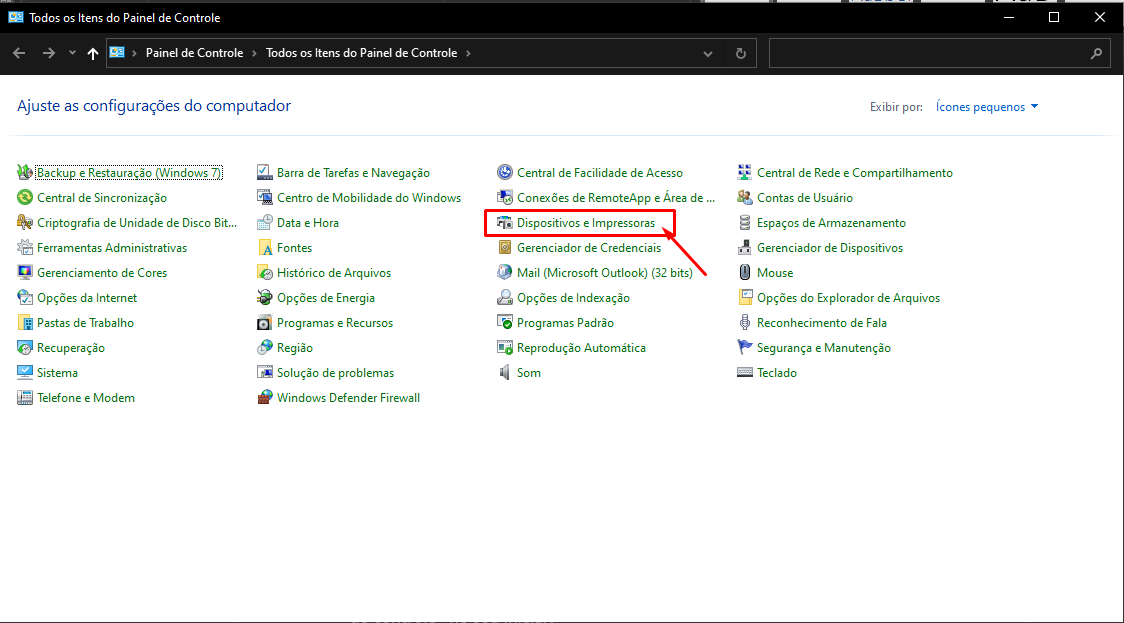 Todos os Itens do Painel de Controle
Painel de Controle > Todos os Itens do Painel de Controle >
Ajuste as configurações do computador
Exibir por: Ícones pequenos
Backup e Restauração (Windows 7)
Barra de Tarefas e Navegação
Central de Facilidade de Acesso
Central de Rede e Compartilhamento
Central de Sincronização
Centro de Mobilidade do Windows
Conexões de RemoteApp e Área de ...
Contas de Usuário
Criptografia de Unidade de Disco Bit...
Data e Hora
Dispositivos e Impressoras
Espaços de Armazenamento
Ferramentas Administrativas
Fontes
Gerenciador de Credenciais
Gerenciador de Dispositivos
Gerenciamento de Cores
Histórico de Arquivos
Mail (Microsoft Outlook) (32 bits)
Mouse
Opções da Internet
Opções de Energia
Opções de Indexação
Opções do Explorador de Arquivos
Pastas de Trabalho
Programas e Recursos
Programas Padrão
Reconhecimento de Fala
Recuperação
Região
Reprodução Automática
Segurança e Manutenção
Sistema
Solução de problemas
Som
Teclado
Telefone e Modem
Windows Defender Firewall